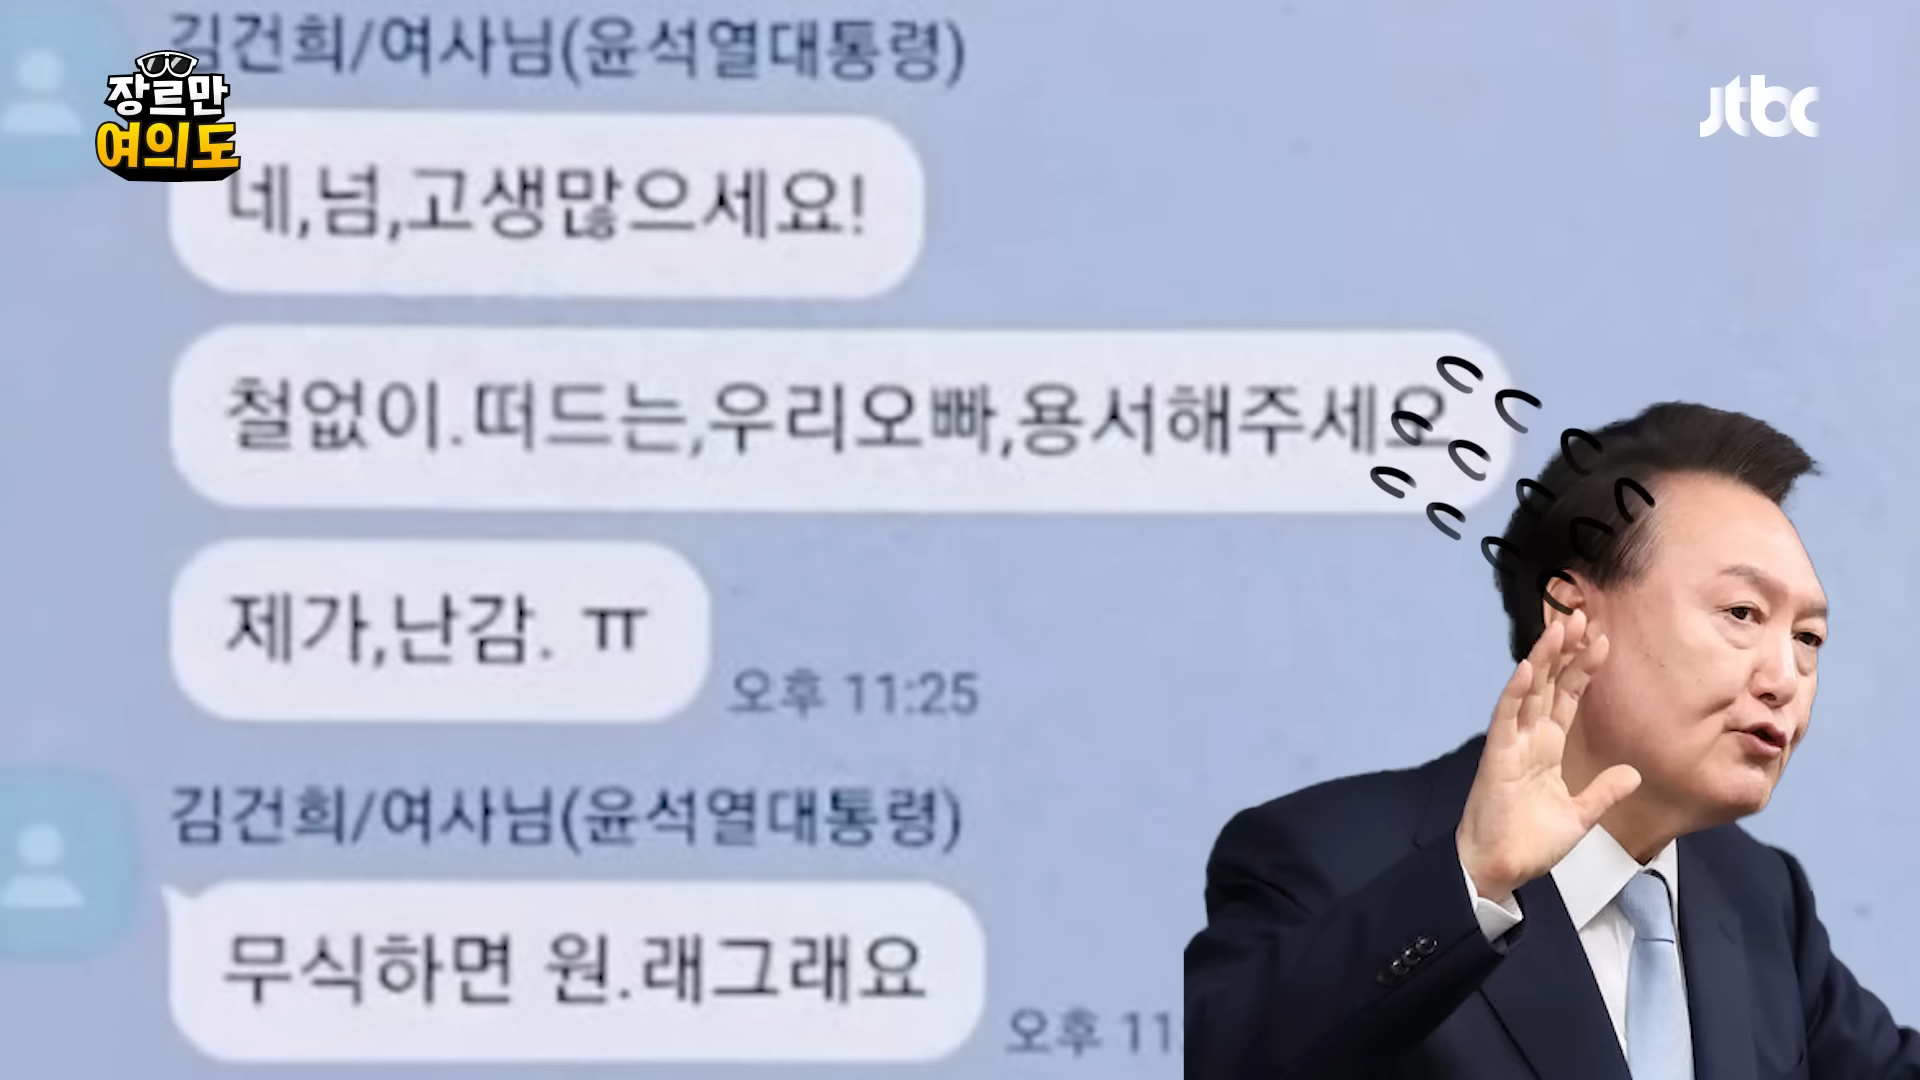 김건희/여사님(윤석열대통령)
장르만
여의도
jtbc
네,넘,고생많으세요!
철없이.떠드는,우리오빠,용서해주세요
제가,난감. ㅠ
오후 11:25
김건희/여사님(윤석열대통령)
무식하면 원.래그래요
오후 11: